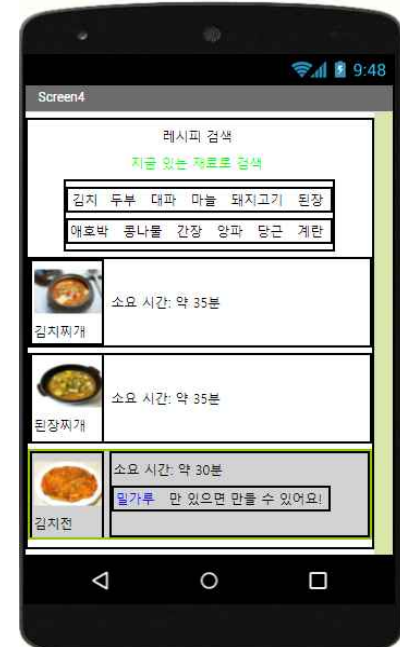 9:48
Screen4
레시피 검색
지금 있는 재료로 검색
김치 두부 대파 마늘 돼지고기 된장
애호박 콩나물 간장 양파 당근 계란
소요 시간: 약 35분
김치찌개
소요 시간: 약 35분
된장찌개
소요 시간: 약 30분
밀가루 만 있으면 만들 수 있어요!
김치전